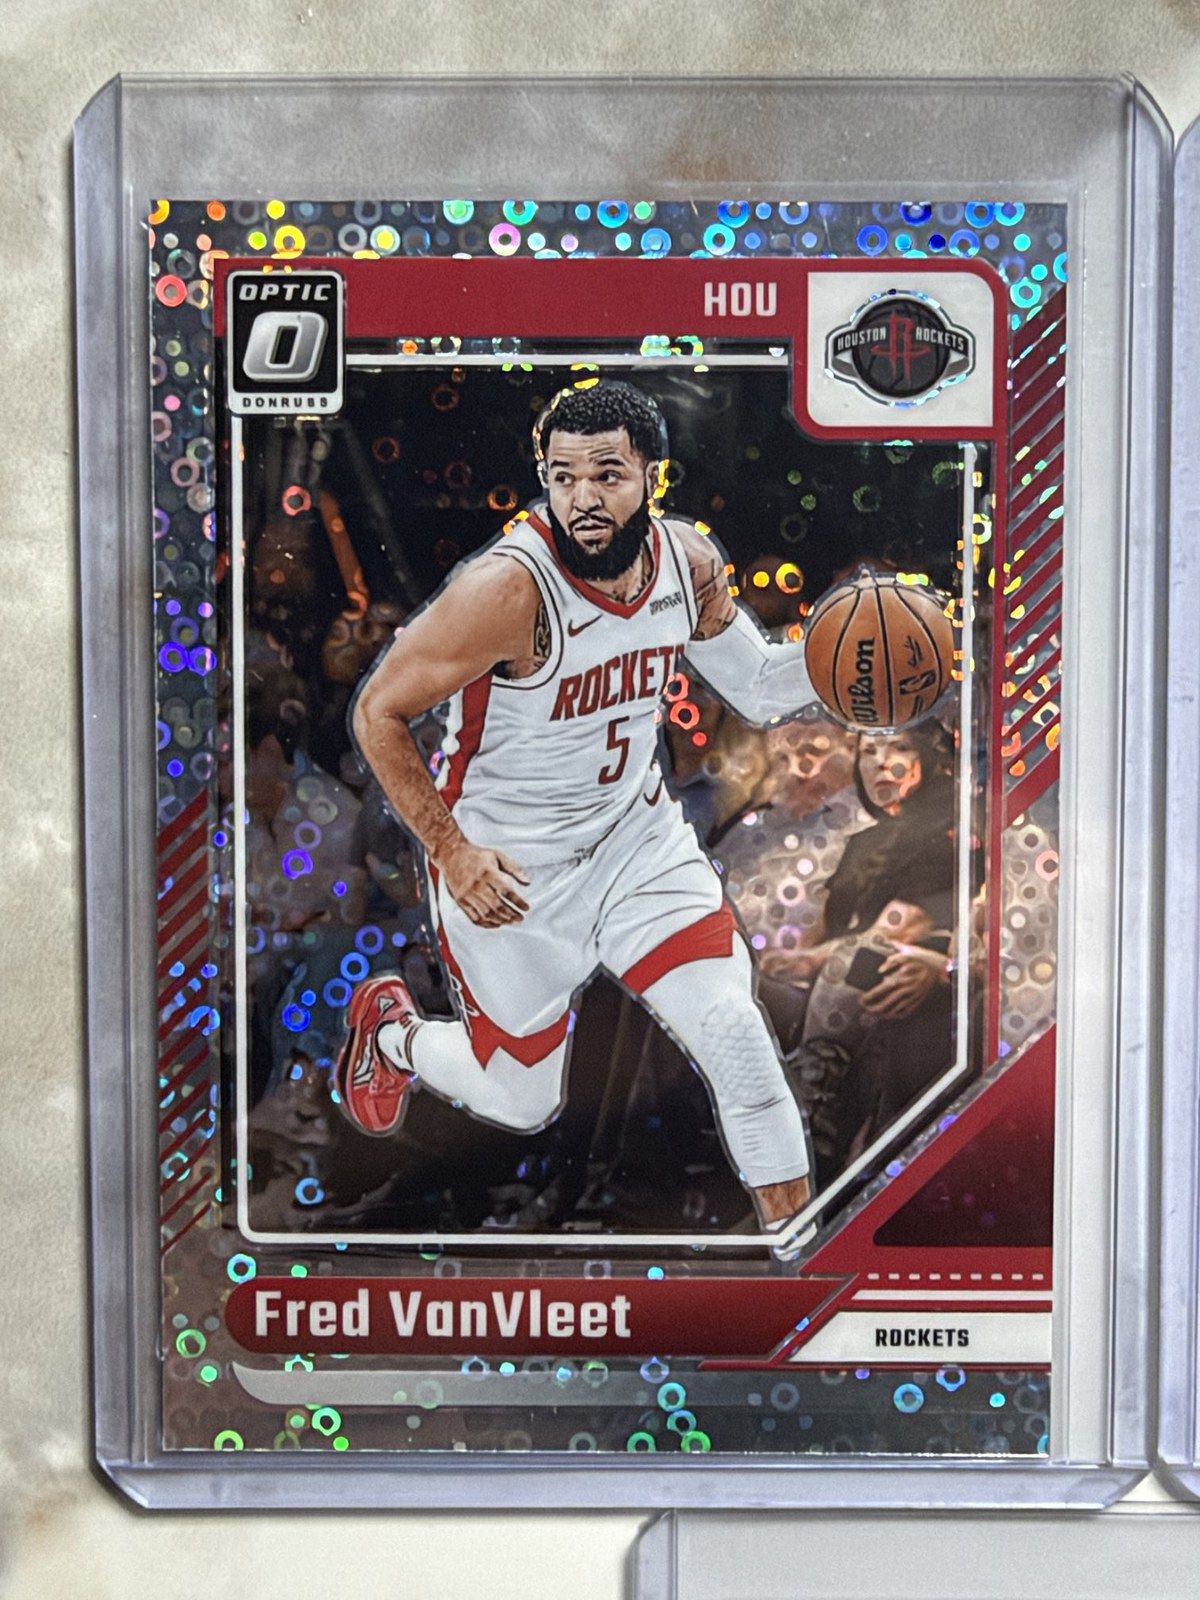 OPTIC
DONRUSS
HOU
HOUSTON ROCKETS
ROCKETS
5
Wilson
Fred VanVleet
ROCKETS